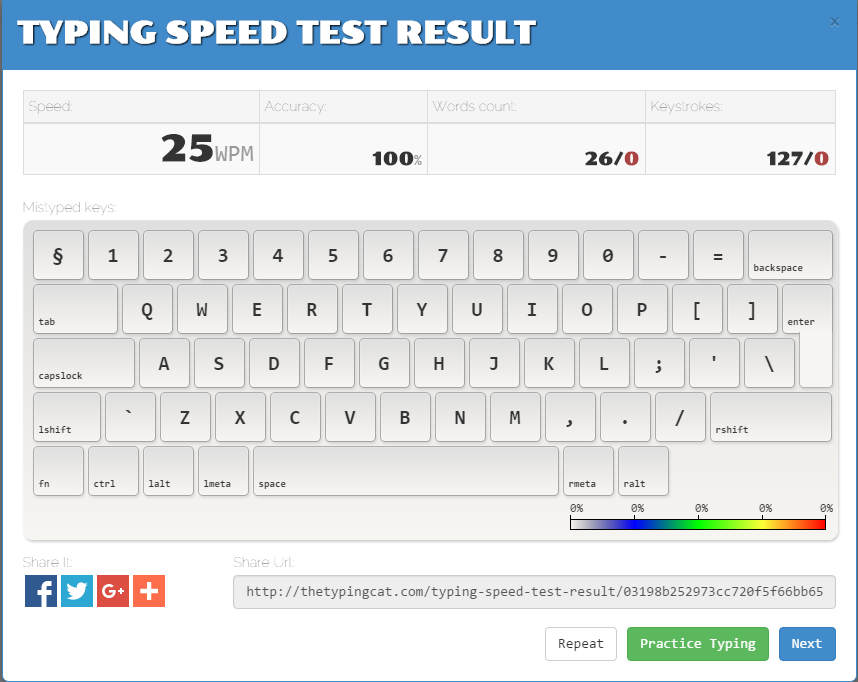 TYPING SPEED TEST RESULT
x
Speed: Accuracy: Words count: Keystrokes:
25WPM 100% 26/0 127/0
Mistyped keys:
§ 1 2 3 4 5 6 7 8 9 0 - = backspace
tab Q W E R T Y U I O P [ ] enter
capslock A S D F G H J K L ; ' \
lshift ` Z X C V B N M , . / rshift
fn ctrl lalt lmeta space rmeta ralt
0% 0% 0% 0% 0%
Share It: Share Url:
f G+ + http://thetypingcat.com/typing-speed-test-result/03198b252973cc720f5f66bb65
Repeat Practice Typing Next